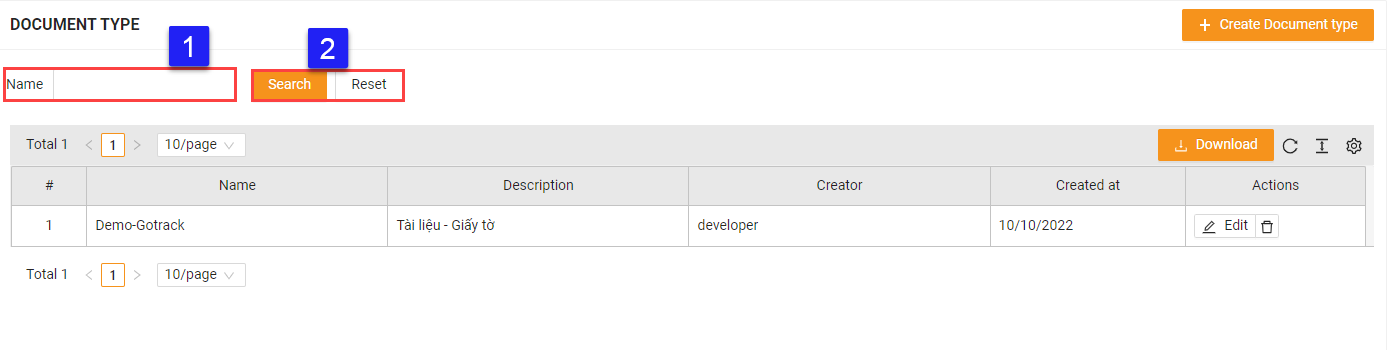 DOCUMENT TYPE
Create Document type
1
2
Name
Search Reset
Total 1 1 10/page Download
# Name Description Creator Created at Actions
1 Demo-Gotrack Tài liệu - Giấy tờ developer 10/10/2022 Edit
Total 1 1 10/page